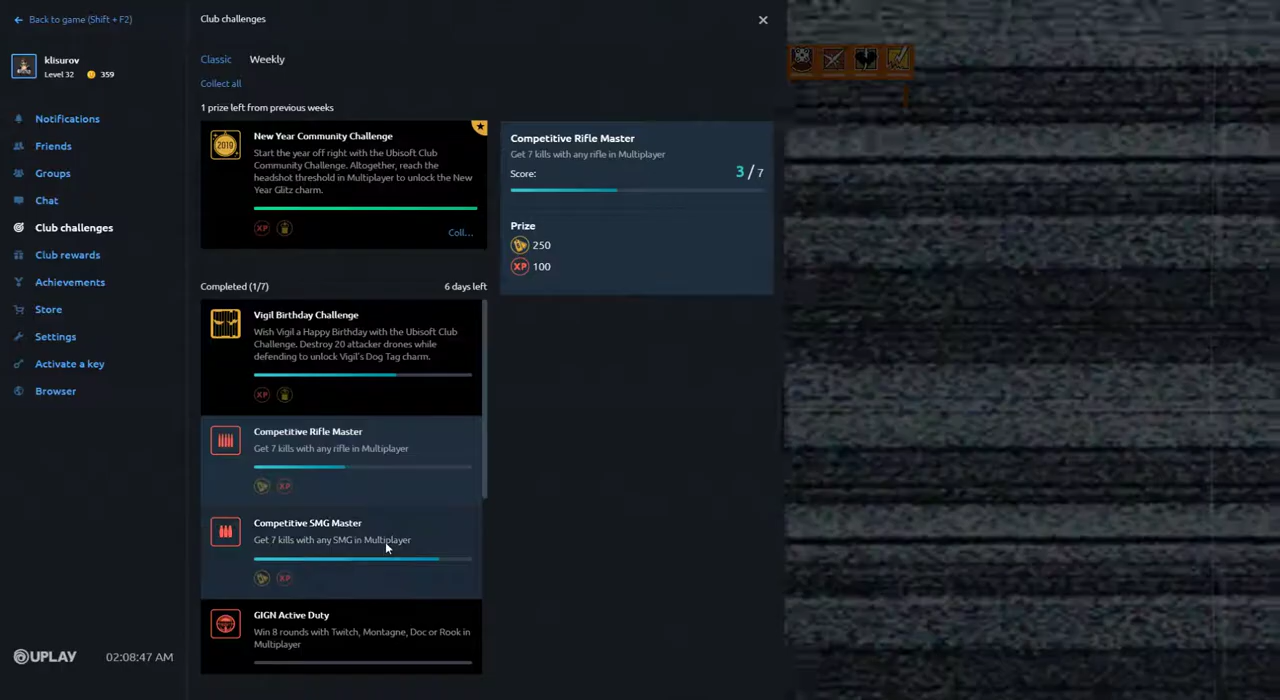 Back to game (Shift + F2)
klisurov
Level 32 359
Notifications
Friends
Groups
Chat
Club challenges
Club rewards
Achievements
Store
Settings
Activate a key
Browser
UPLAY 02:08:47 AM
Club challenges
Classic Weekly
Collect all
1 prize left from previous weeks
2019
New Year Community Challenge
Start the year off right with the Ubisoft Club
Community Challenge. Altogether, reach the
headshot threshold in Multiplayer to unlock the New
Year Glitz charm.
XP
Coll...
Completed (1/7) 6 days left
Vigil Birthday Challenge
Wish Vigil a Happy Birthday with the Ubisoft Club
Challenge. Destroy 20 attacker drones while
defending to unlock Vigil's Dog Tag charm.
XP
Competitive Rifle Master
Get 7 kills with any rifle in Multiplayer
XP
Competitive SMG Master
Get 7 kills with any SMG in Multiplayer
XP
GIGN Active Duty
Win 8 rounds with Twitch, Montagne, Doc or Rook in
Multiplayer
Competitive Rifle Master
Get 7 kills with any rifle in Multiplayer
Score: 3 / 7
Prize
250
XP 100